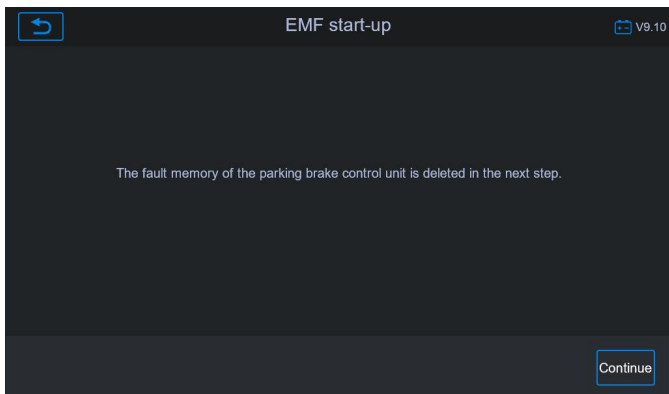 EMF start-up
V9.10
The fault memory of the parking brake control unit is deleted in the next step.
Continue